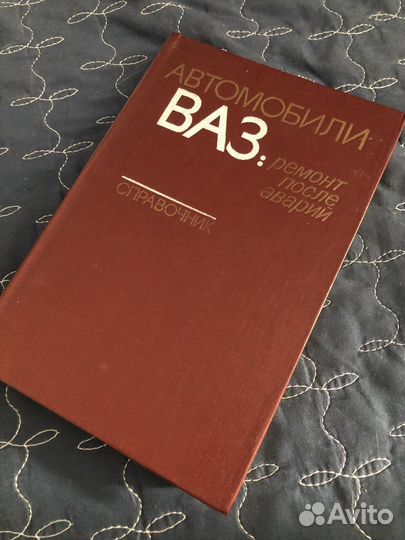 АВТОМОБИЛИ
ВАЗ:
ремонт
после
аварий
СПРАВОЧНИК
Avito